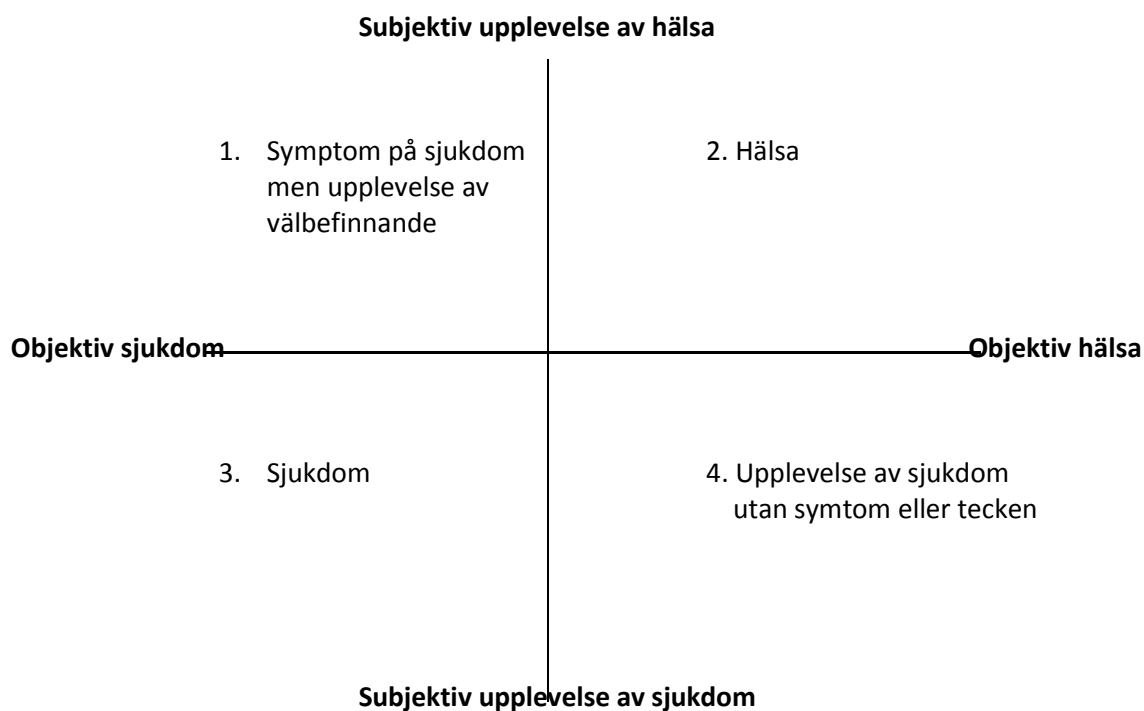 Subjektiv upplevelse av hälsa
1. Symptom på sjukdom
men upplevelse av
välbefinnande
2. Hälsa
Objektiv sjukdom
Objektiv hälsa
3. Sjukdom
4. Upplevelse av sjukdom
utan symtom eller tecken
Subjektiv upplevelse av sjukdom